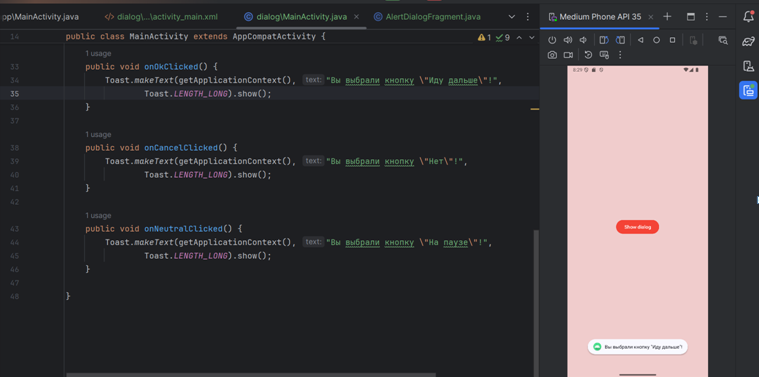 pp\MainActivity.java
dialog\...\activity_main.xml
dialog\MainActivity.java
AlertDialogFragment.java
Medium Phone API 35
14 public class MainActivity extends AppCompatActivity {
1 9
1 usage
33 public void onOkClicked() {
34 Toast.makeText(getApplicationContext(), text: "Вы выбрали кнопку \"Иду дальше\"!",
35 Toast.LENGTH_LONG).show();
36 }
37
1 usage
38 public void onCancelClicked() {
39 Toast.makeText(getApplicationContext(), text: "Вы выбрали кнопку \"Нет\"!",
40 Toast.LENGTH_LONG).show();
41 }
42
1 usage
43 public void onNeutralClicked() {
44 Toast.makeText(getApplicationContext(), text: "Вы выбрали кнопку \"На паузе\"!",
45 Toast.LENGTH_LONG).show();
46 }
47
48 }
Show dialog
Вы выбрали кнопку "Иду дальше"!